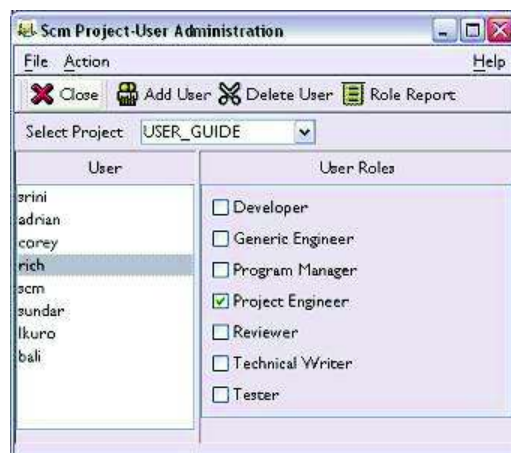 Scm Project-User Administration
File Action Help
Close Add User Delete User Role Report
Select Project USER_GUIDE
User
User Roles
srini
adrian
corey
rich
scm
sundar
lkuro
bali
Developer
Generic Engineer
Program Manager
Project Engineer
Reviewer
Technical Writer
Tester